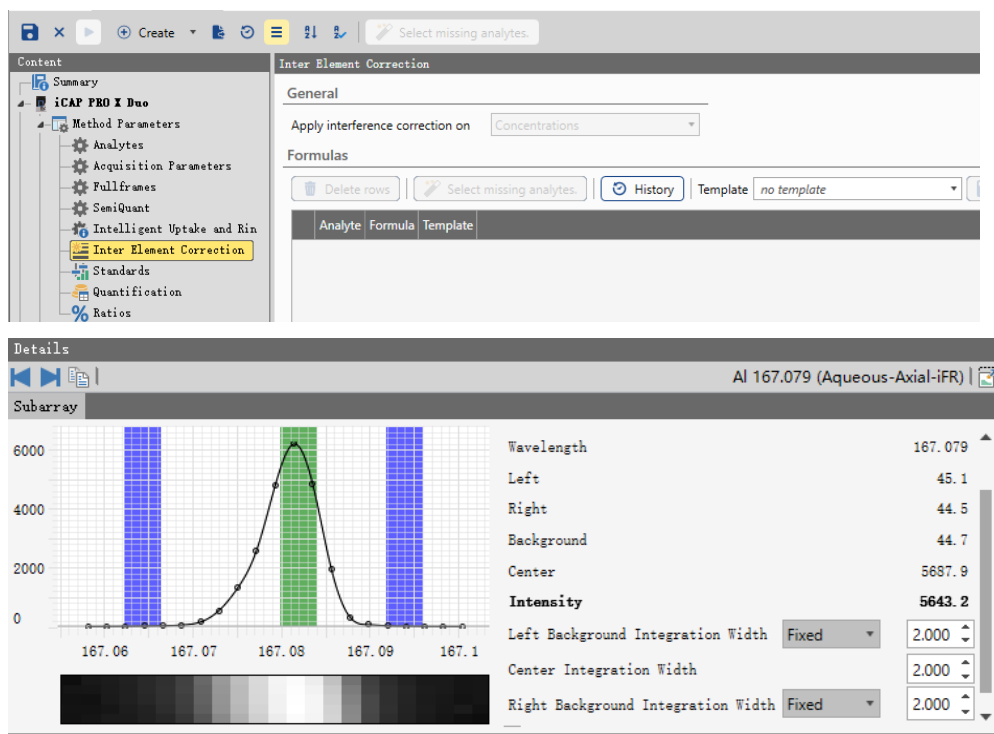 Create
Select missing analytes.
Content
Summary
iCAP PRO X Duo
Method Parameters
Analytes
Acquisition Parameters
Fullframes
SemiQuant
Intelligent Uptake and Rin
Inter Element Correction
Standards
Quantification
Ratios
Inter Element Correction
General
Apply interference correction on Concentrations
Formulas
Delete rows Select missing analytes. History Template no template
Analyte Formula Template
Details
Al 167.079 (Aqueous-Axial-iFR)
Subarray
6000
4000
2000
0
167.06 167.07 167.08 167.09 167.1
Wavelength 167.079
Left 45.1
Right 44.5
Background 44.7
Center 5687.9
Intensity 5643.2
Left Background Integration Width Fixed 2.000
Center Integration Width 2.000
Right Background Integration Width Fixed 2.000